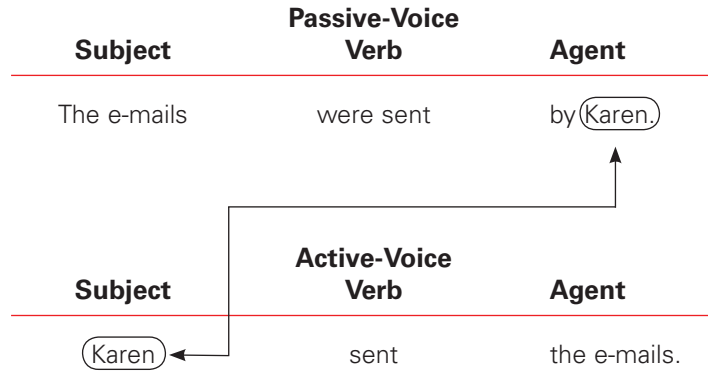 Passive-Voice
Subject Verb Agent
The e-mails were sent by Karen.
Active-Voice
Subject Verb Agent
Karen sent the e-mails.